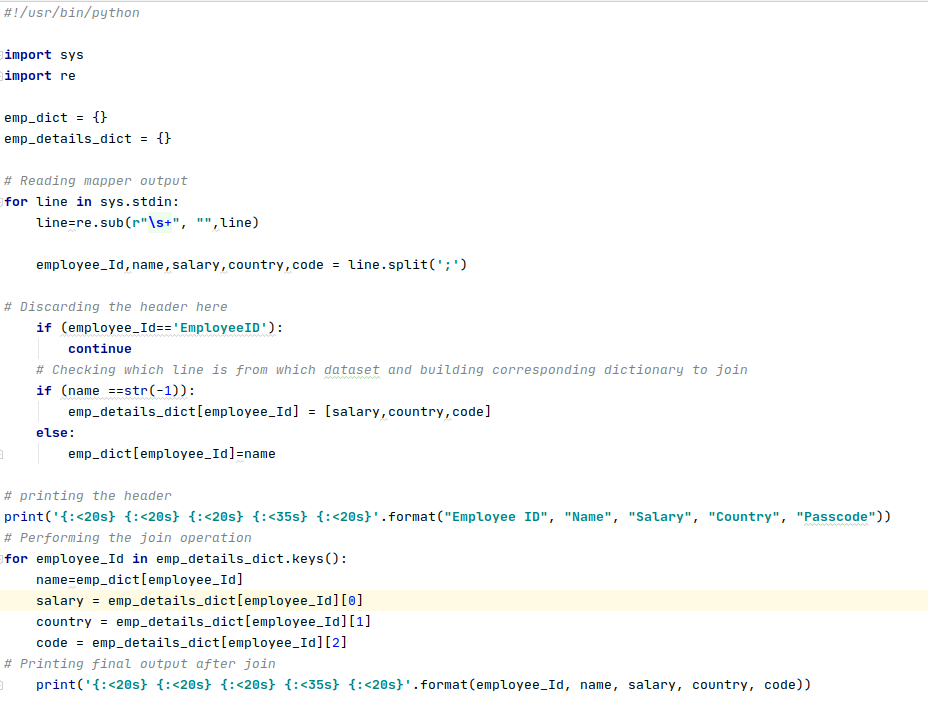 #!/usr/bin/python
import sys
import re
emp_dict = {}
emp_details_dict = {}
# Reading mapper output
for line in sys.stdin:
    line=re.sub(r"\s+", "",line)
    employee_Id,name,salary,country,code = line.split(';')
# Discarding the header here
    if (employee_Id=='EmployeeID'):
        continue
    # Checking which line is from which dataset and building corresponding dictionary to join
    if (name ==str(-1)):
        emp_details_dict[employee_Id] = [salary,country,code]
    else:
        emp_dict[employee_Id]=name
# printing the header
print('{:<20s} {:<20s} {:<20s} {:<35s} {:<20s}'.format("Employee ID", "Name", "Salary", "Country", "Passcode"))
# Performing the join operation
for employee_Id in emp_details_dict.keys():
    name=emp_dict[employee_Id]
    salary = emp_details_dict[employee_Id][0]
    country = emp_details_dict[employee_Id][1]
    code = emp_details_dict[employee_Id][2]
# Printing final output after join
    print('{:<20s} {:<20s} {:<20s} {:<35s} {:<20s}'.format(employee_Id, name, salary, country, code))